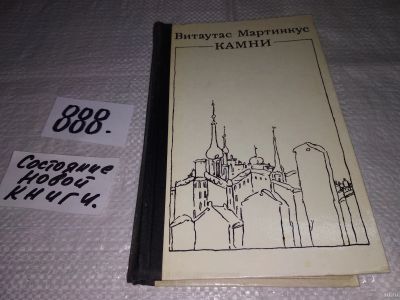 Витаутас Мартинкус
КАМНИ
888.
Состояние
новой
книги.